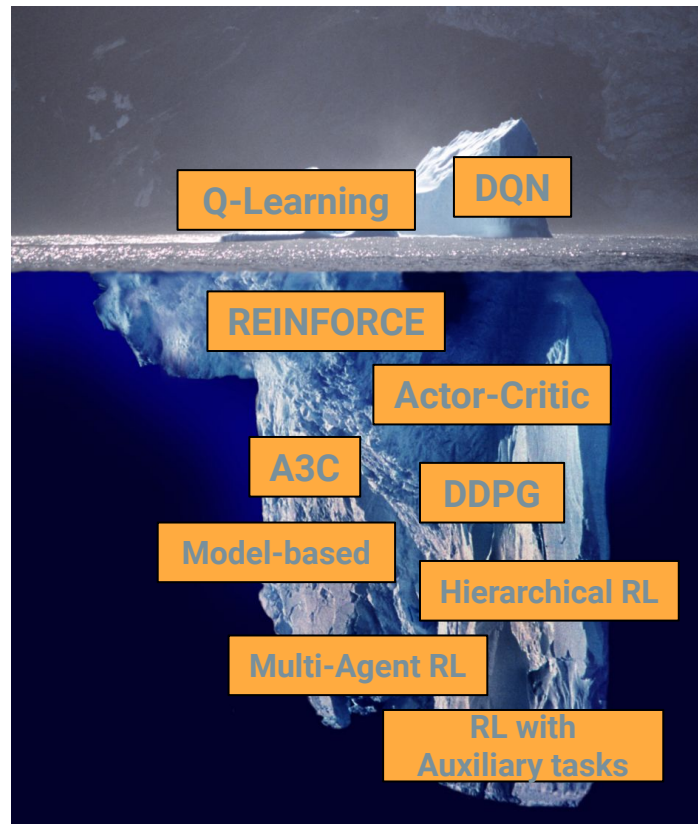 Q-Learning
DQN
REINFORCE
Actor-Critic
A3C
DDPG
Model-based
Hierarchical RL
Multi-Agent RL
RL with
Auxiliary tasks